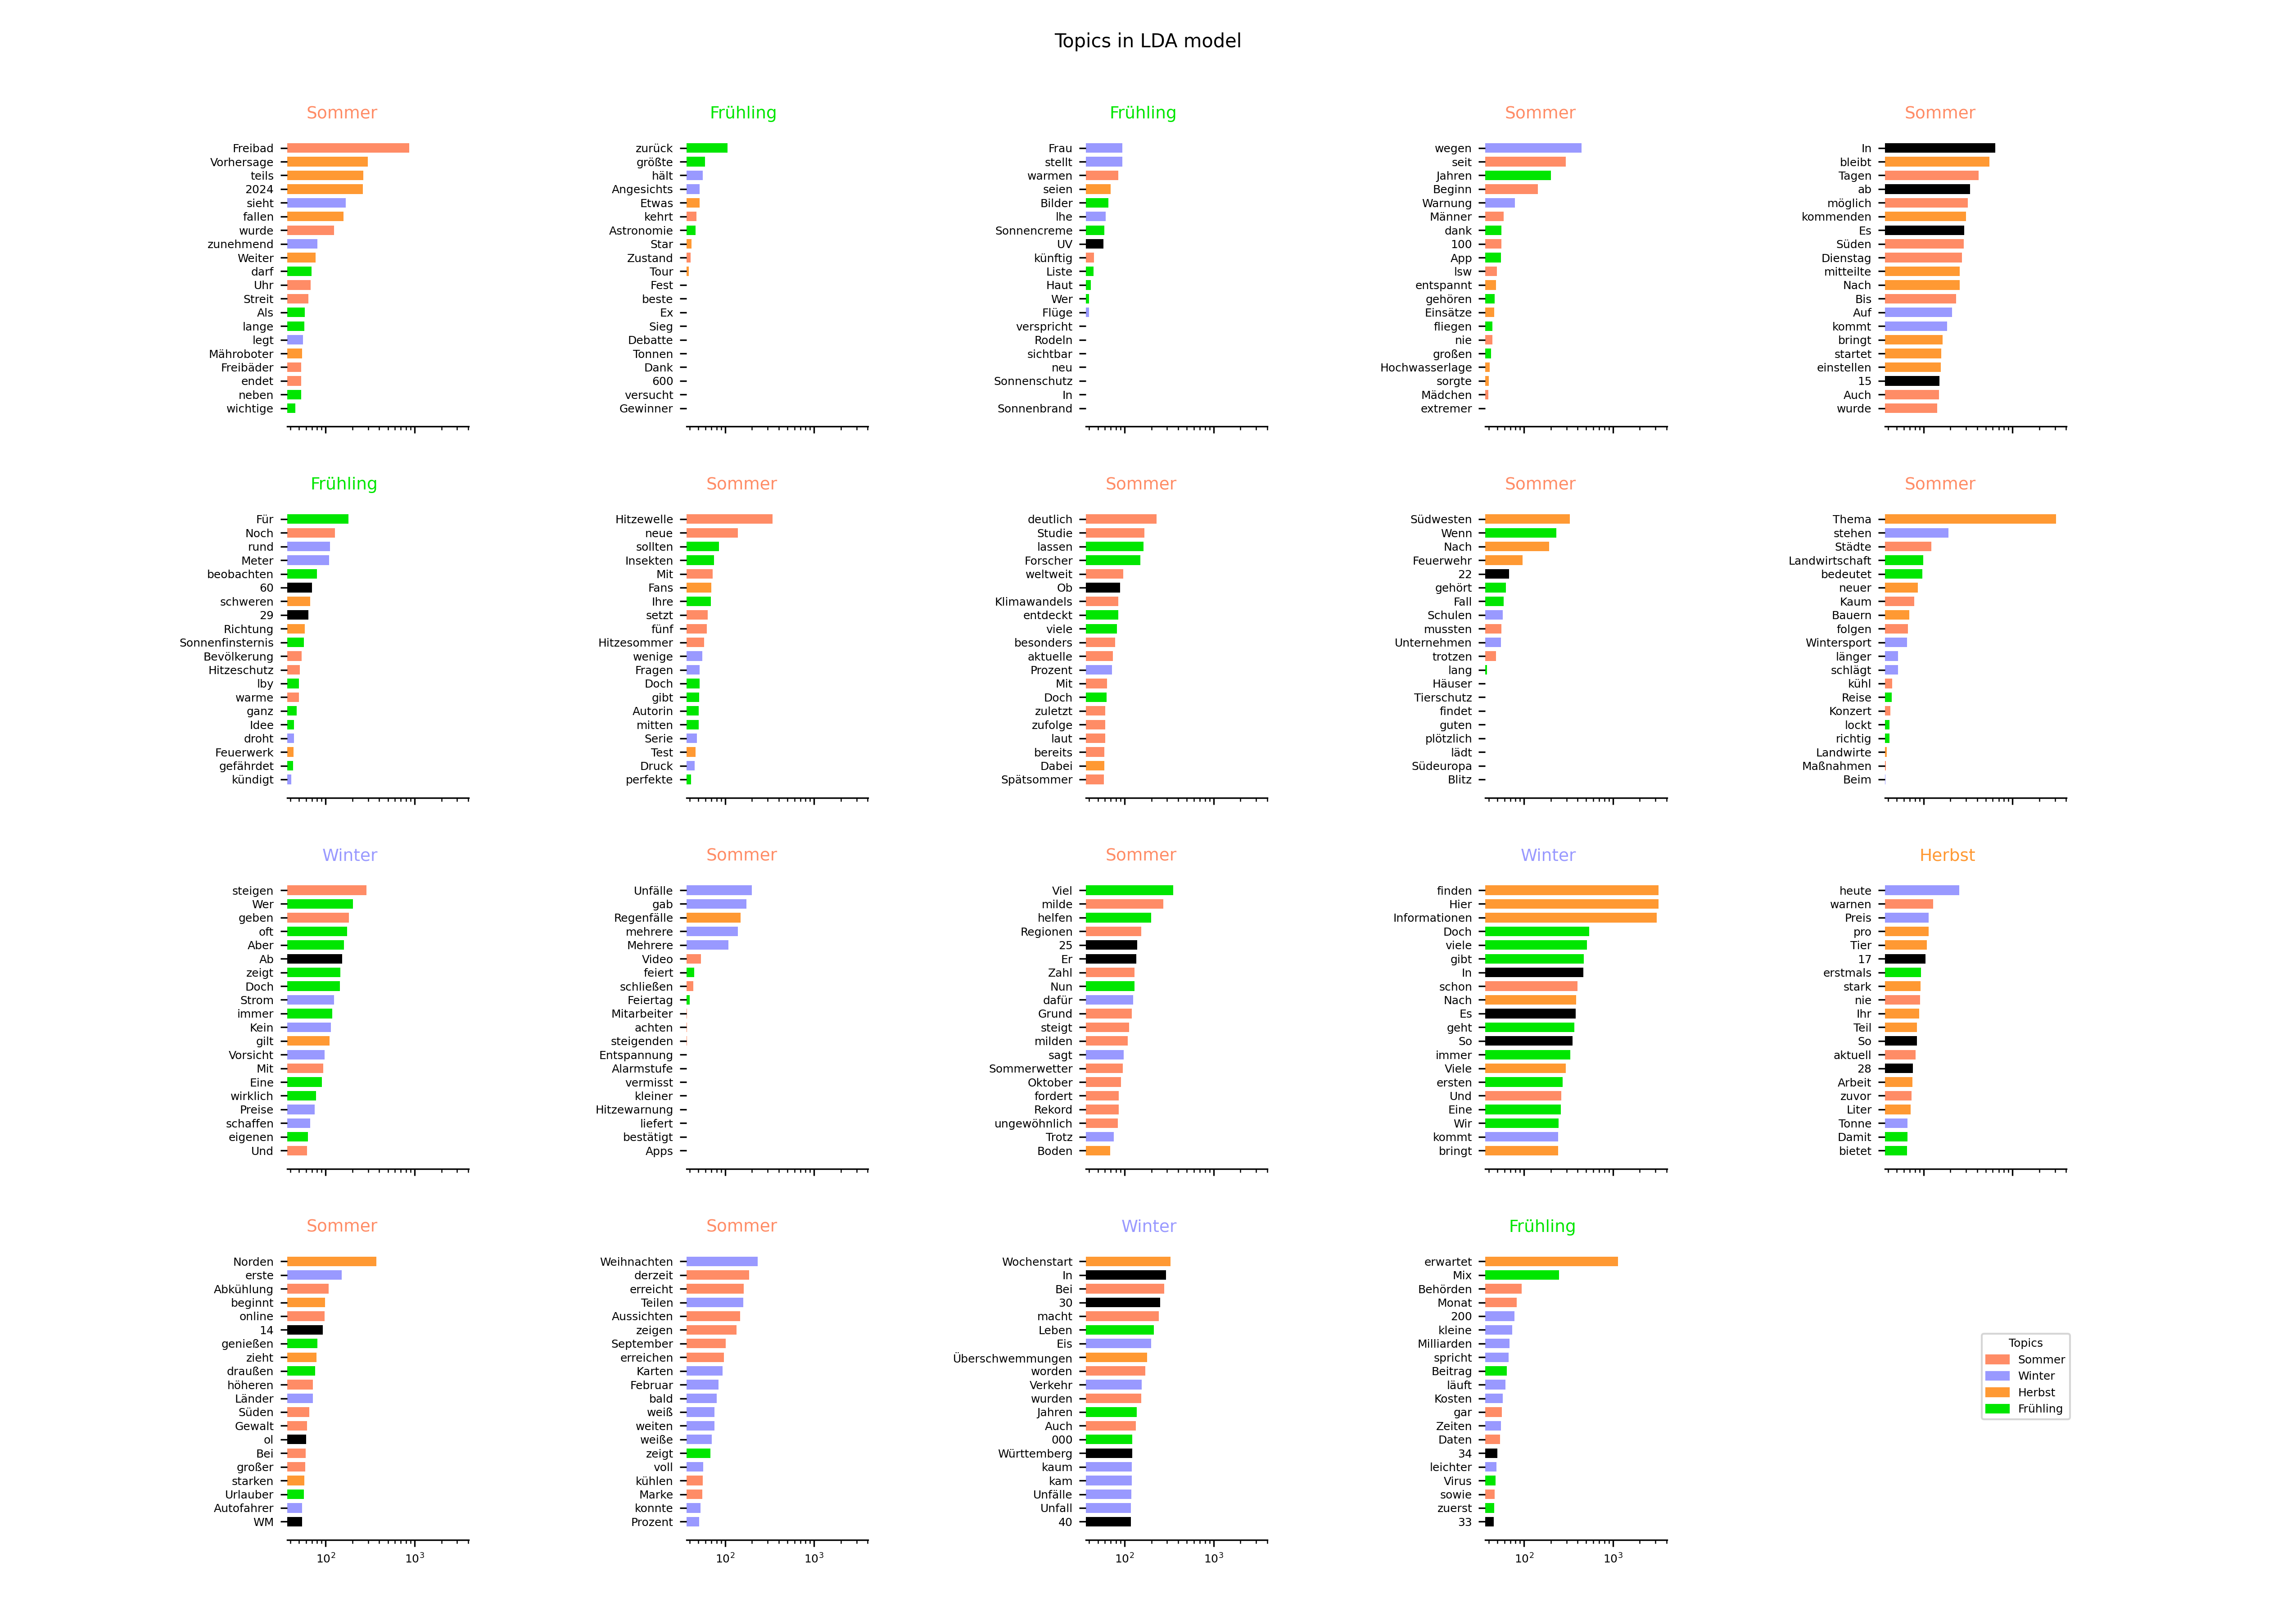 Topics in LDA model
Sommer
Freibad
Vorhersage
teils
2024
sieht
fallen
wurde
zunehmend
Weiter
darf
Uhr
Streit
Als
lange
legt
Mähroboter
Freibäder
endet
neben
wichtige
Frühling
zurück
größte
hält
Angesichts
Etwas
kehrt
Astronomie
Star
Zustand
Tour
Fest
beste
Ex
Sieg
Debatte
Tonnen
Dank
600
versucht
Gewinner
Frühling
Frau
stellt
warmen
seien
Bilder
lhe
Sonnencreme
UV
künftig
Liste
Haut
Wer
Flüge
verspricht
Rodeln
sichtbar
neu
Sonnenschutz
In
Sonnenbrand
Sommer
wegen
seit
Jahren
Beginn
Warnung
Männer
dank
100
App
lsw
entspannt
gehören
Einsätze
fliegen
nie
großen
Hochwasserlage
sorgte
Mädchen
extremer
Sommer
In
bleibt
Tagen
ab
möglich
kommenden
Es
Süden
Dienstag
mitteilte
Nach
Bis
Auf
kommt
bringt
startet
einstellen
15
Auch
wurde
Frühling
Für
Noch
rund
Meter
beobachten
60
schweren
29
Richtung
Sonnenfinsternis
Bevölkerung
Hitzeschutz
lby
warme
ganz
Idee
droht
Feuerwerk
gefährdet
kündigt
Sommer
Hitzewelle
neue
sollten
Insekten
Mit
Fans
Ihre
setzt
fünf
Hitzesommer
wenige
Fragen
Doch
gibt
Autorin
mitten
Serie
Test
Druck
perfekte
Sommer
deutlich
Studie
lassen
Forscher
weltweit
Ob
Klimawandels
entdeckt
viele
besonders
aktuelle
Prozent
Mit
Doch
zuletzt
zufolge
laut
bereits
Dabei
Spätsommer
Sommer
Südwesten
Wenn
Nach
Feuerwehr
22
gehört
Fall
Schulen
mussten
Unternehmen
trotzen
lang
Häuser
Tierschutz
findet
guten
plötzlich
lädt
Südeuropa
Blitz
Sommer
Thema
stehen
Städte
Landwirtschaft
bedeutet
neuer
Kaum
Bauern
folgen
Wintersport
länger
schlägt
kühl
Reise
Konzert
lockt
richtig
Landwirte
Maßnahmen
Beim
Winter
steigen
Wer
geben
oft
Aber
Ab
zeigt
Doch
Strom
immer
Kein
gilt
Vorsicht
Mit
Eine
wirklich
Preise
schaffen
eigenen
Und
Sommer
Unfälle
gab
Regenfälle
mehrere
Mehrere
Video
feiert
schließen
Feiertag
Mitarbeiter
achten
steigenden
Entspannung
Alarmstufe
vermisst
kleiner
Hitzewarnung
liefert
bestätigt
Apps
Sommer
Viel
milde
helfen
Regionen
25
Er
Zahl
Nun
dafür
Grund
steigt
milden
sagt
Sommerwetter
Oktober
fordert
Rekord
ungewöhnlich
Trotz
Boden
Winter
finden
Hier
Informationen
Doch
viele
gibt
In
schon
Nach
Es
geht
So
immer
Viele
ersten
Und
Eine
Wir
kommt
bringt
Herbst
heute
warnen
Preis
pro
Tier
17
erstmals
stark
nie
Ihr
Teil
So
aktuell
28
Arbeit
zuvor
Liter
Tonne
Damit
bietet
Sommer
Norden
erste
Abkühlung
beginnt
online
14
genießen
zieht
draußen
höheren
Länder
Süden
Gewalt
ol
Bei
großer
starken
Urlauber
Autofahrer
WM
10² 10³
Sommer
Weihnachten
derzeit
erreicht
Teilen
Aussichten
zeigen
September
erreichen
Karten
Februar
bald
weiß
weiten
weiße
zeigt
voll
kühlen
Marke
konnte
Prozent
10² 10³
Winter
Wochenstart
In
Bei
30
macht
Leben
Eis
Überschwemmungen
worden
Verkehr
wurden
Jahren
Auch
000
Württemberg
kaum
kam
Unfälle
Unfall
40
10² 10³
Frühling
erwartet
Mix
Behörden
Monat
200
kleine
Milliarden
spricht
Beitrag
läuft
Kosten
gar
Zeiten
Daten
34
leichter
Virus
sowie
zuerst
33
10² 10³
Topics
Sommer
Winter
Herbst
Frühling